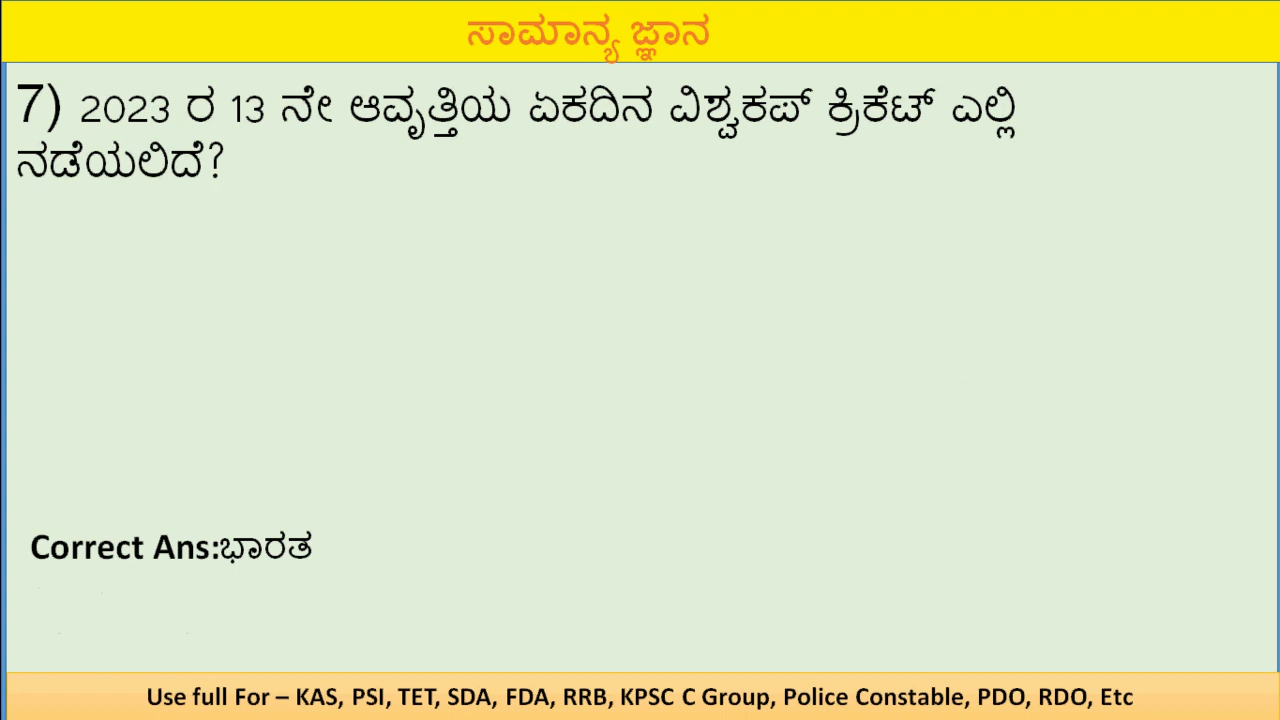 ಸಾಮಾನ್ಯ ಜ್ಞಾನ
7) 2023 ರ 13 ನೇ ಆವೃತ್ತಿಯ ಏಕದಿನ ವಿಶ್ವಕಪ್ ಕ್ರಿಕೆಟ್ ಎಲ್ಲಿ
ನಡೆಯಲಿದೆ?
Correct Ans:ಭಾರತ
Use full For – KAS, PSI, TET, SDA, FDA, RRB, KPSC C Group, Police Constable, PDO, RDO, Etc